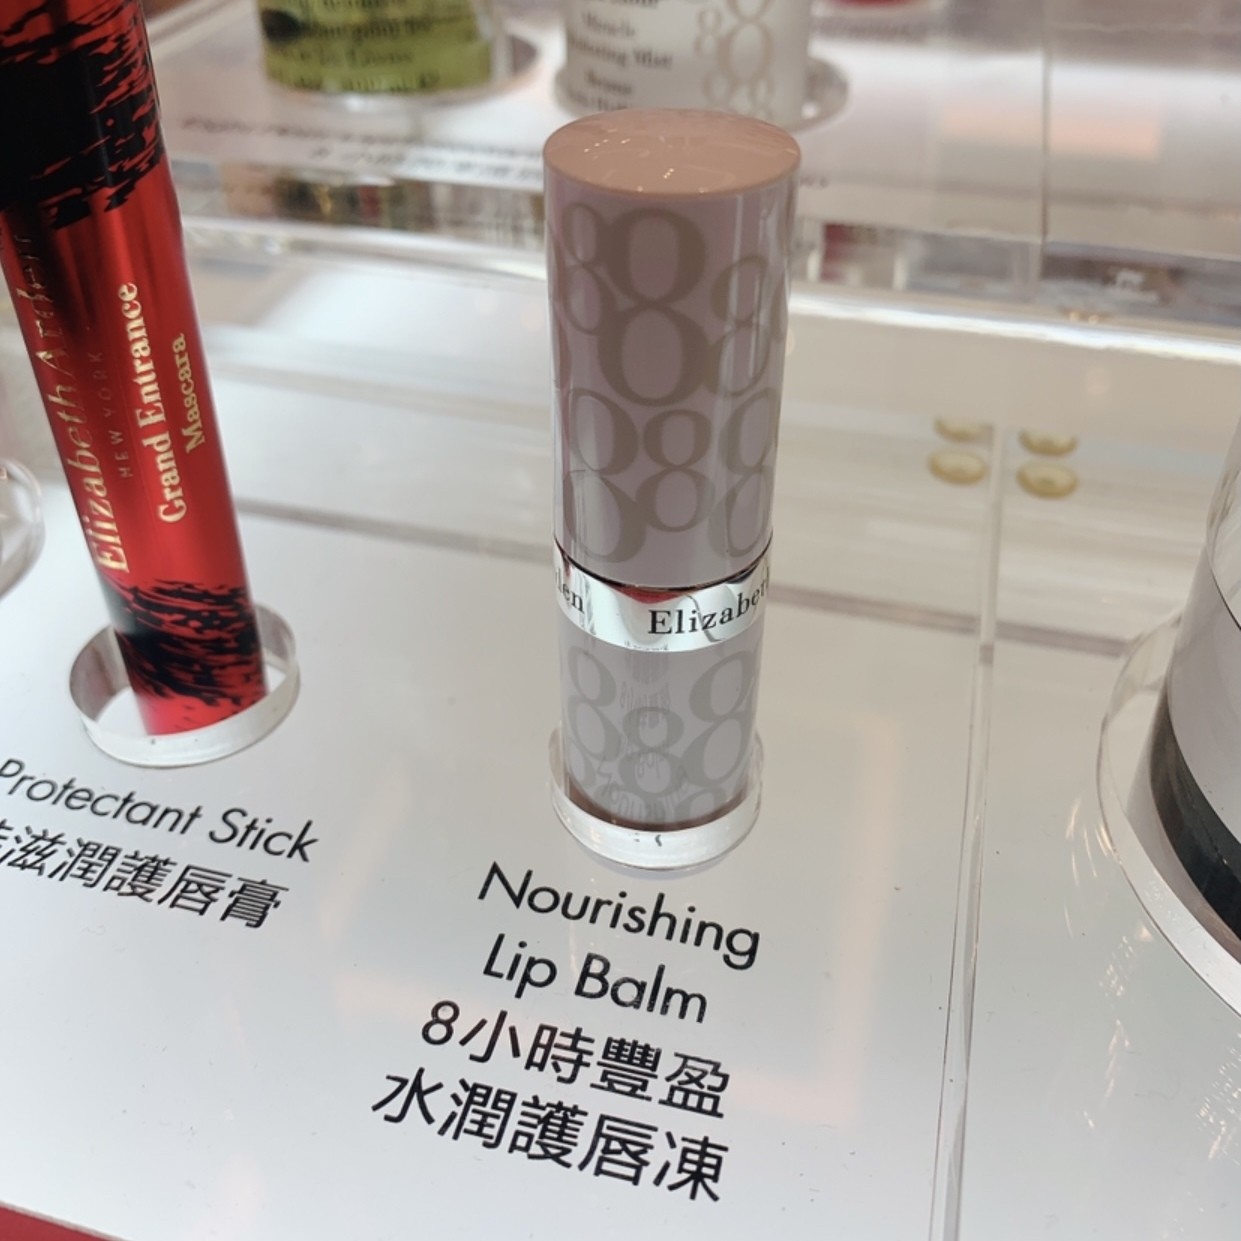 Miracle
Elizabeth Arden
NEW YORK
Grand Entrance
Mascara
Elizabeth
Protectant Stick
滋潤護唇膏
Nourishing
Lip Balm
8小時豐盈
水潤護唇凍